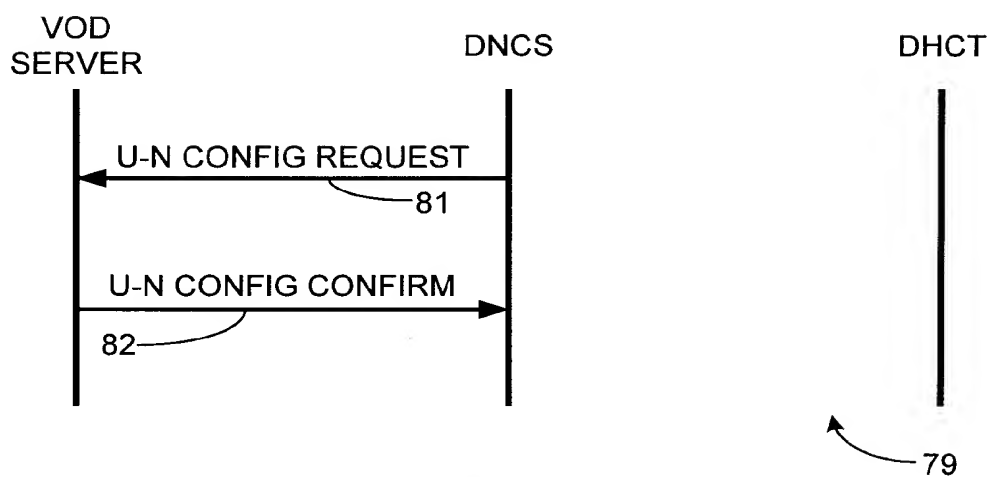 VOD
SERVER
DNCS
DHCT
U-N CONFIG REQUEST
81
U-N CONFIG CONFIRM
82
79